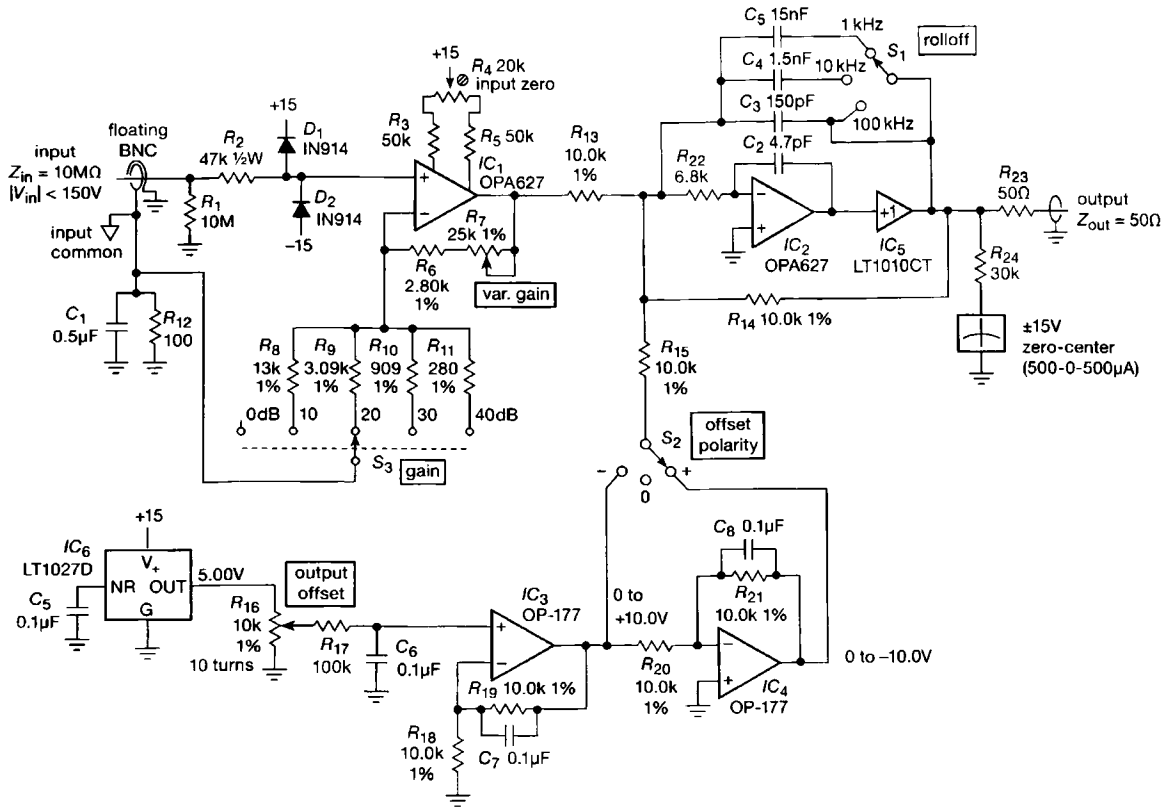 C5 15nF
1 kHz
S1
rolloff
C4 1.5nF
10 kHz
C3 150pF
100 kHz
C2 4.7pF
+15
R4 20k
input zero
R3
50k
R5 50k
IC1
OPA627
+
−
+15
D1
IN914
D2
IN914
−15
floating
BNC
input
Zin = 10MΩ
|Vin| < 150V
R2
47k ½W
R1
10M
input
common
C1
0.5µF
R12
100
R7
25k 1%
R6
2.80k
1%
var. gain
R13
10.0k
1%
R22
6.8k
−
+
IC2
OPA627
+1
IC5
LT1010CT
R23
50Ω
output
Zout = 50Ω
R24
30k
±15V
zero-center
(500-0-500µA)
R14 10.0k 1%
R15
10.0k
1%
R8
13k
1%
R9
3.09k
1%
R10
909
1%
R11
280
1%
0dB
10
20
30
40dB
S3
gain
S2
offset
polarity
−
0
+
+15
IC6
LT1027D
V+
NR OUT
G
5.00V
C5
0.1µF
output
offset
R16
10k
1%
10 turns
R17
100k
C6
0.1µF
IC3
OP-177
+
−
0 to
+10.0V
R19 10.0k 1%
C7 0.1µF
R18
10.0k
1%
R20
10.0k
1%
C8 0.1µF
R21
10.0k 1%
−
+
IC4
OP-177
0 to −10.0V